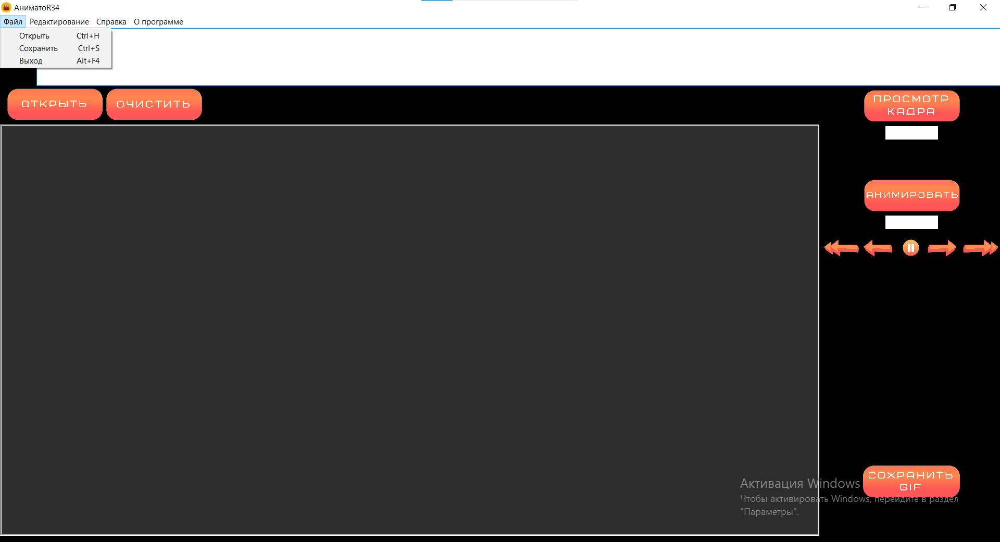 АниматоR34
Файл Редактирование Справка О программе
Открыть Ctrl+H
Сохранить Ctrl+S
Выход Alt+F4
ОТКРЫТЬ ОЧИСТИТЬ
ПРОСМОТР
КАДРА
АНИМИРОВАТЬ
СОХРАНИТЬ
GIF
Активация Windows
Чтобы активировать Windows, перейдите в раздел
"Параметры".